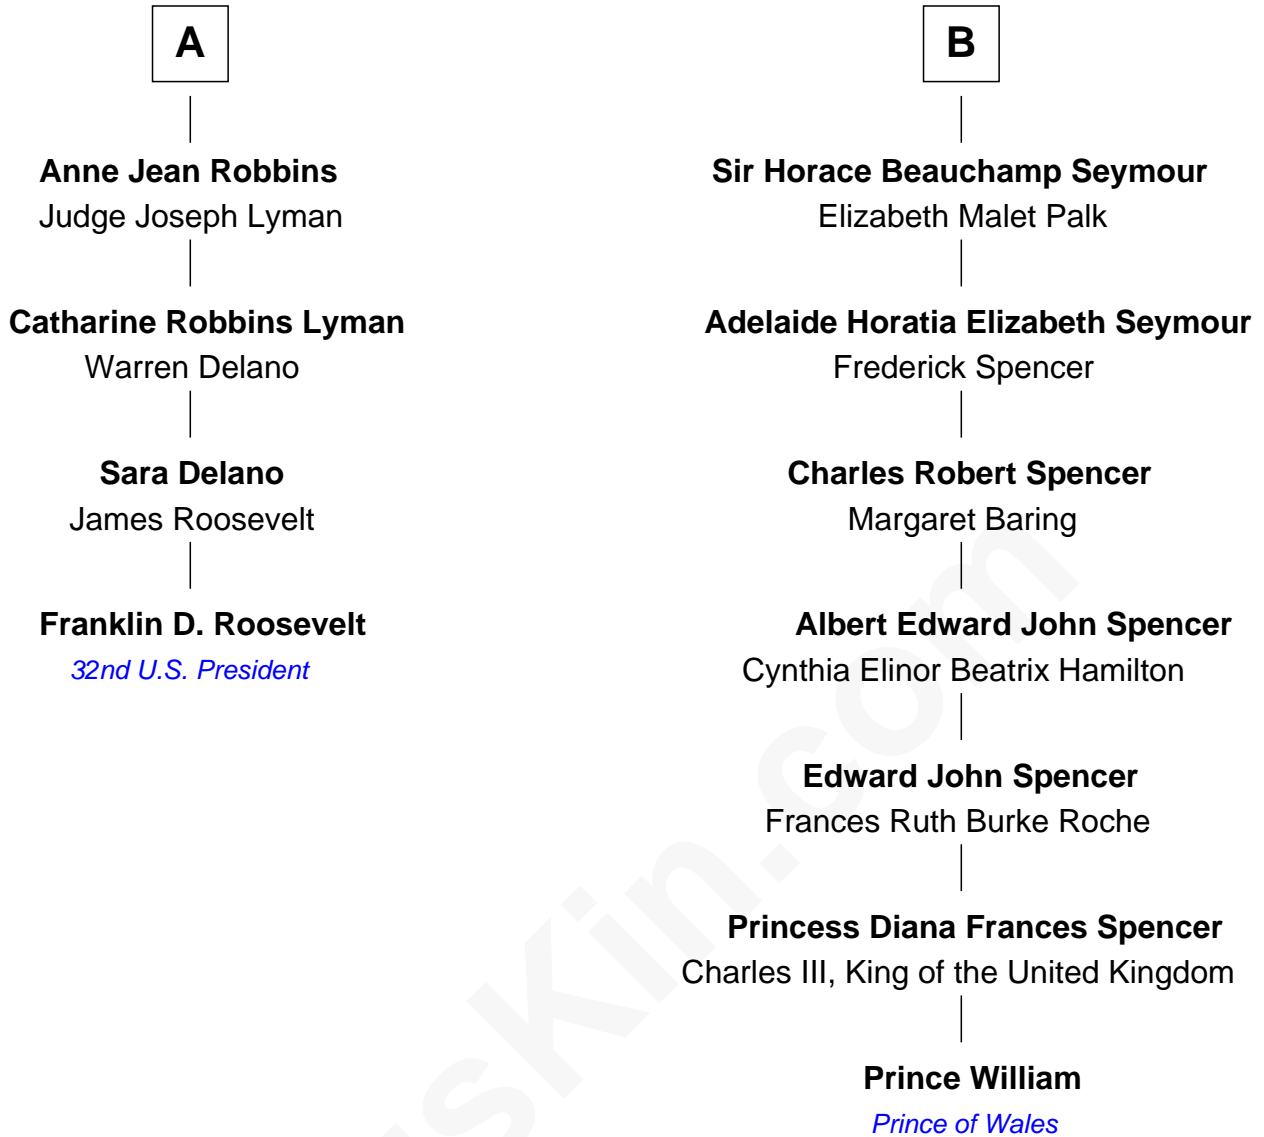 A
Anne Jean Robbins
Judge Joseph Lyman
Catharine Robbins Lyman
Warren Delano
Sara Delano
James Roosevelt
Franklin D. Roosevelt
32nd U.S. President
B
Sir Horace Beauchamp Seymour
Elizabeth Malet Palk
Adelaide Horatia Elizabeth Seymour
Frederick Spencer
Charles Robert Spencer
Margaret Baring
Albert Edward John Spencer
Cynthia Elinor Beatrix Hamilton
Edward John Spencer
Frances Ruth Burke Roche
Princess Diana Frances Spencer
Charles III, King of the United Kingdom
Prince William
Prince of Wales